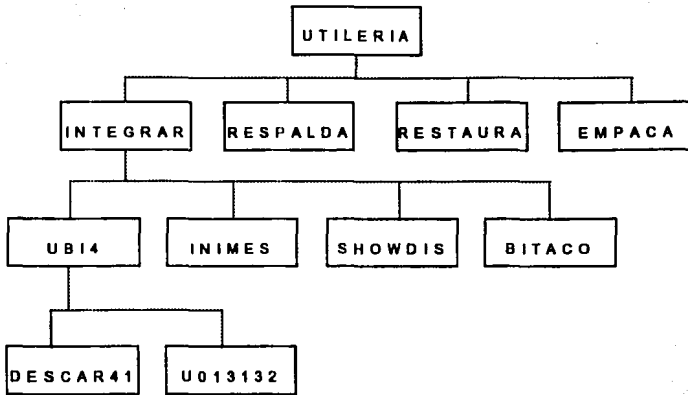 UTILERIA
INTEGRAR RESPALDA RESTAURA EMPACA
UBI4 INIMES SHOWDIS BITACO
DESCAR41 U013132